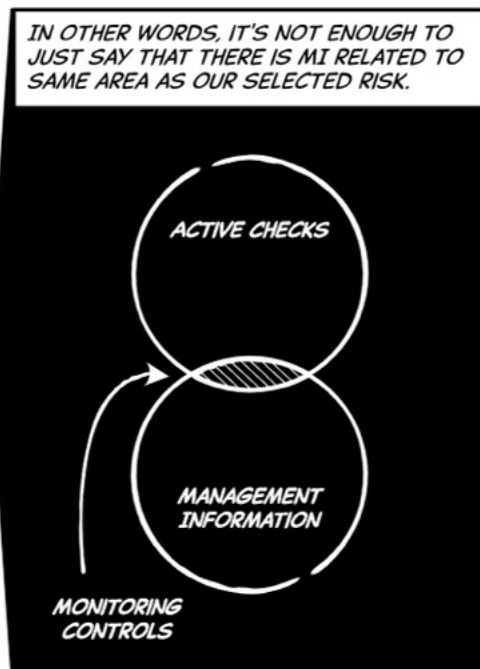 IN OTHER WORDS, IT'S NOT ENOUGH TO
JUST SAY THAT THERE IS MI RELATED TO
SAME AREA AS OUR SELECTED RISK.
ACTIVE CHECKS
MANAGEMENT
INFORMATION
MONITORING
CONTROLS